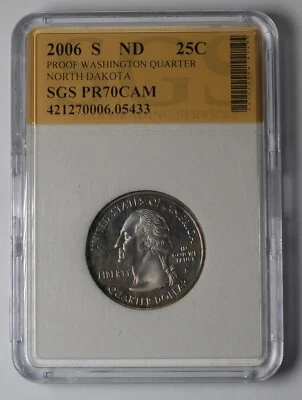 2006 S ND 25C
PROOF WASHINGTON QUARTER
NORTH DAKOTA
SGS PR70CAM
421270006.05433
UNITED STATES OF AMERICA
LIBERTY
IN
GOD WE
TRUST
S
QUARTER DOLLAR